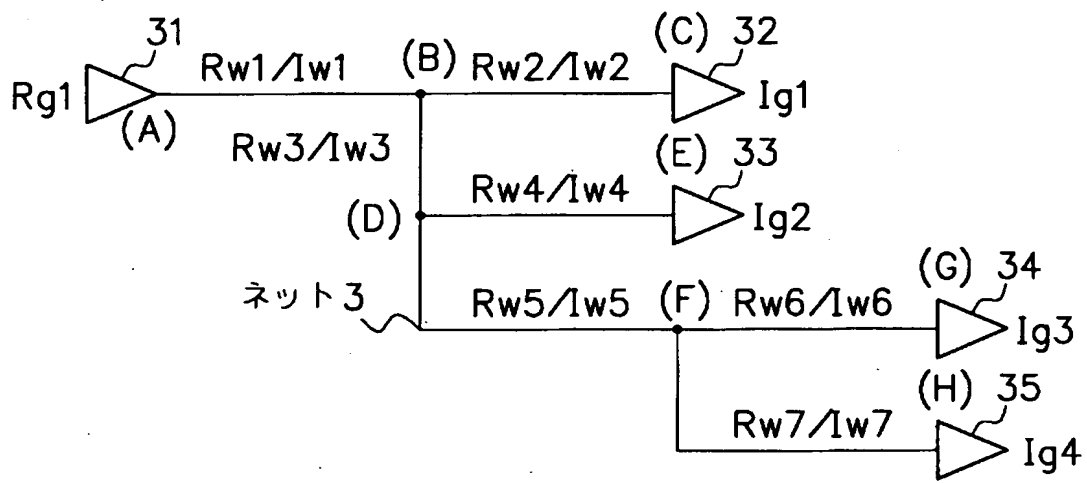 31
Rg1
(A)
Rw1/Iw1
(B)
Rw2/Iw2
(C)
32
Ig1
Rw3/Iw3
(D)
Rw4/Iw4
(E)
33
Ig2
ネット3
Rw5/Iw5
(F)
Rw6/Iw6
(G)
34
Ig3
Rw7/Iw7
(H)
35
Ig4